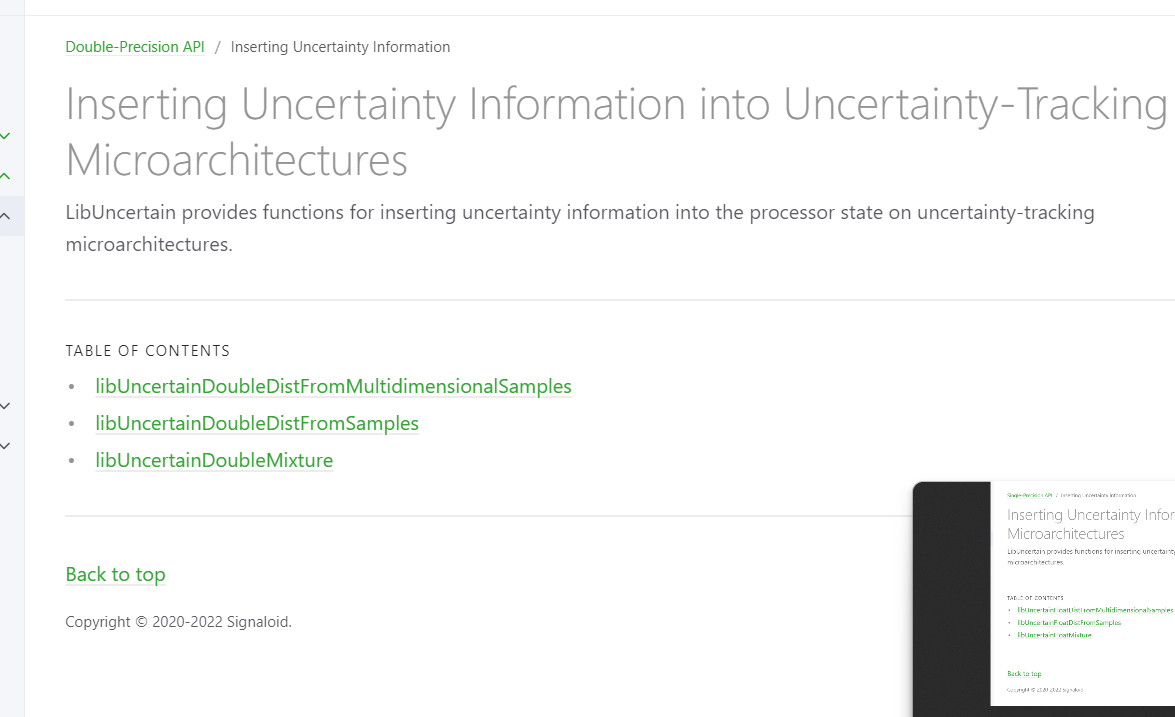 Double-Precision API / Inserting Uncertainty Information
Inserting Uncertainty Information into Uncertainty-Tracking
Microarchitectures
LibUncertain provides functions for inserting uncertainty information into the processor state on uncertainty-tracking
microarchitectures.
TABLE OF CONTENTS
• libUncertainDoubleDistFromMultidimensionalSamples
• libUncertainDoubleDistFromSamples
• libUncertainDoubleMixture
Back to top
Copyright © 2020-2022 Signaloid.
Single-Precision API / Inserting Uncertainty Information
Inserting Uncertainty Infor
Microarchitectures
LibUncertain provides functions for inserting uncertainty
microarchitectures.
TABLE OF CONTENTS
• libUncertainFloatDistFromMultidimensionalSamples
• libUncertainFloatDistFromSamples
• libUncertainFloatMixture
Back to top
Copyright © 2020-2022 Signaloid